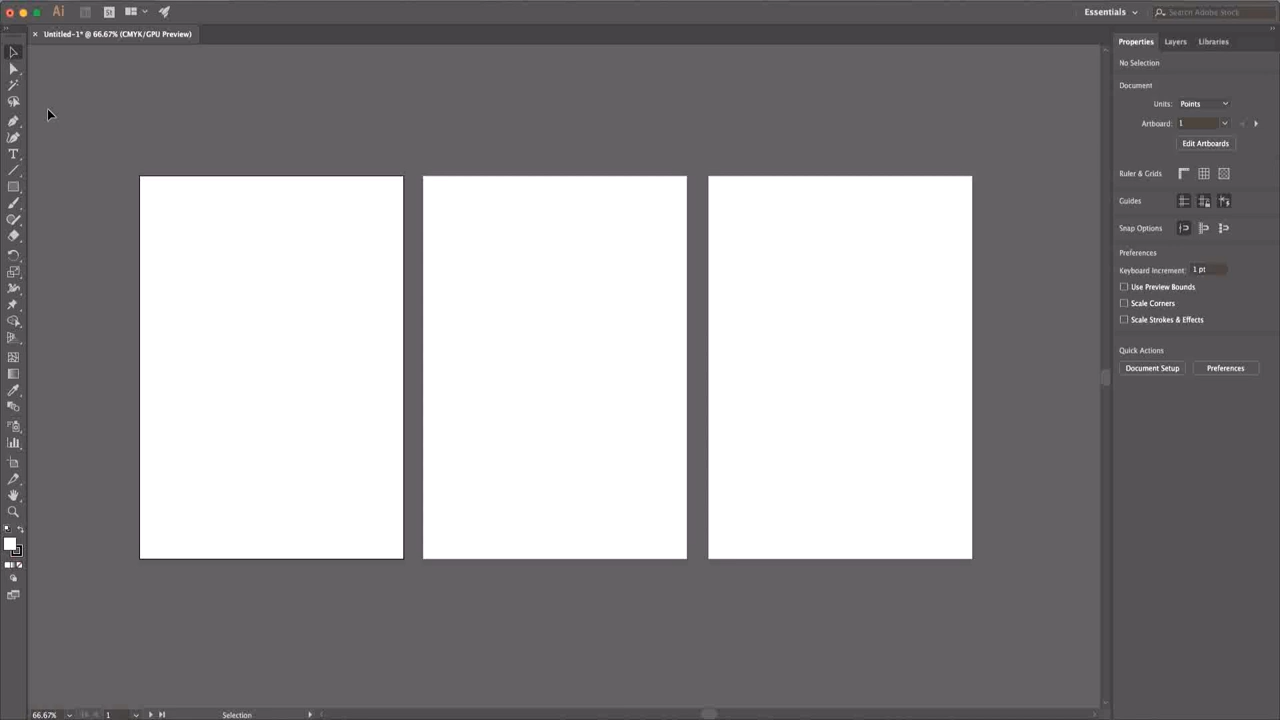 Ai
St
Essentials
Search Adobe Stock
× Untitled-1* @ 66.67% (CMYK/GPU Preview)
Properties Layers Libraries
No Selection
Document
Units: Points
Artboard: 1
Edit Artboards
Ruler & Grids
Guides
Snap Options
Preferences
Keyboard Increment: 1 pt
Use Preview Bounds
Scale Corners
Scale Strokes & Effects
Quick Actions
Document Setup Preferences
T
66.67% 1 Selection